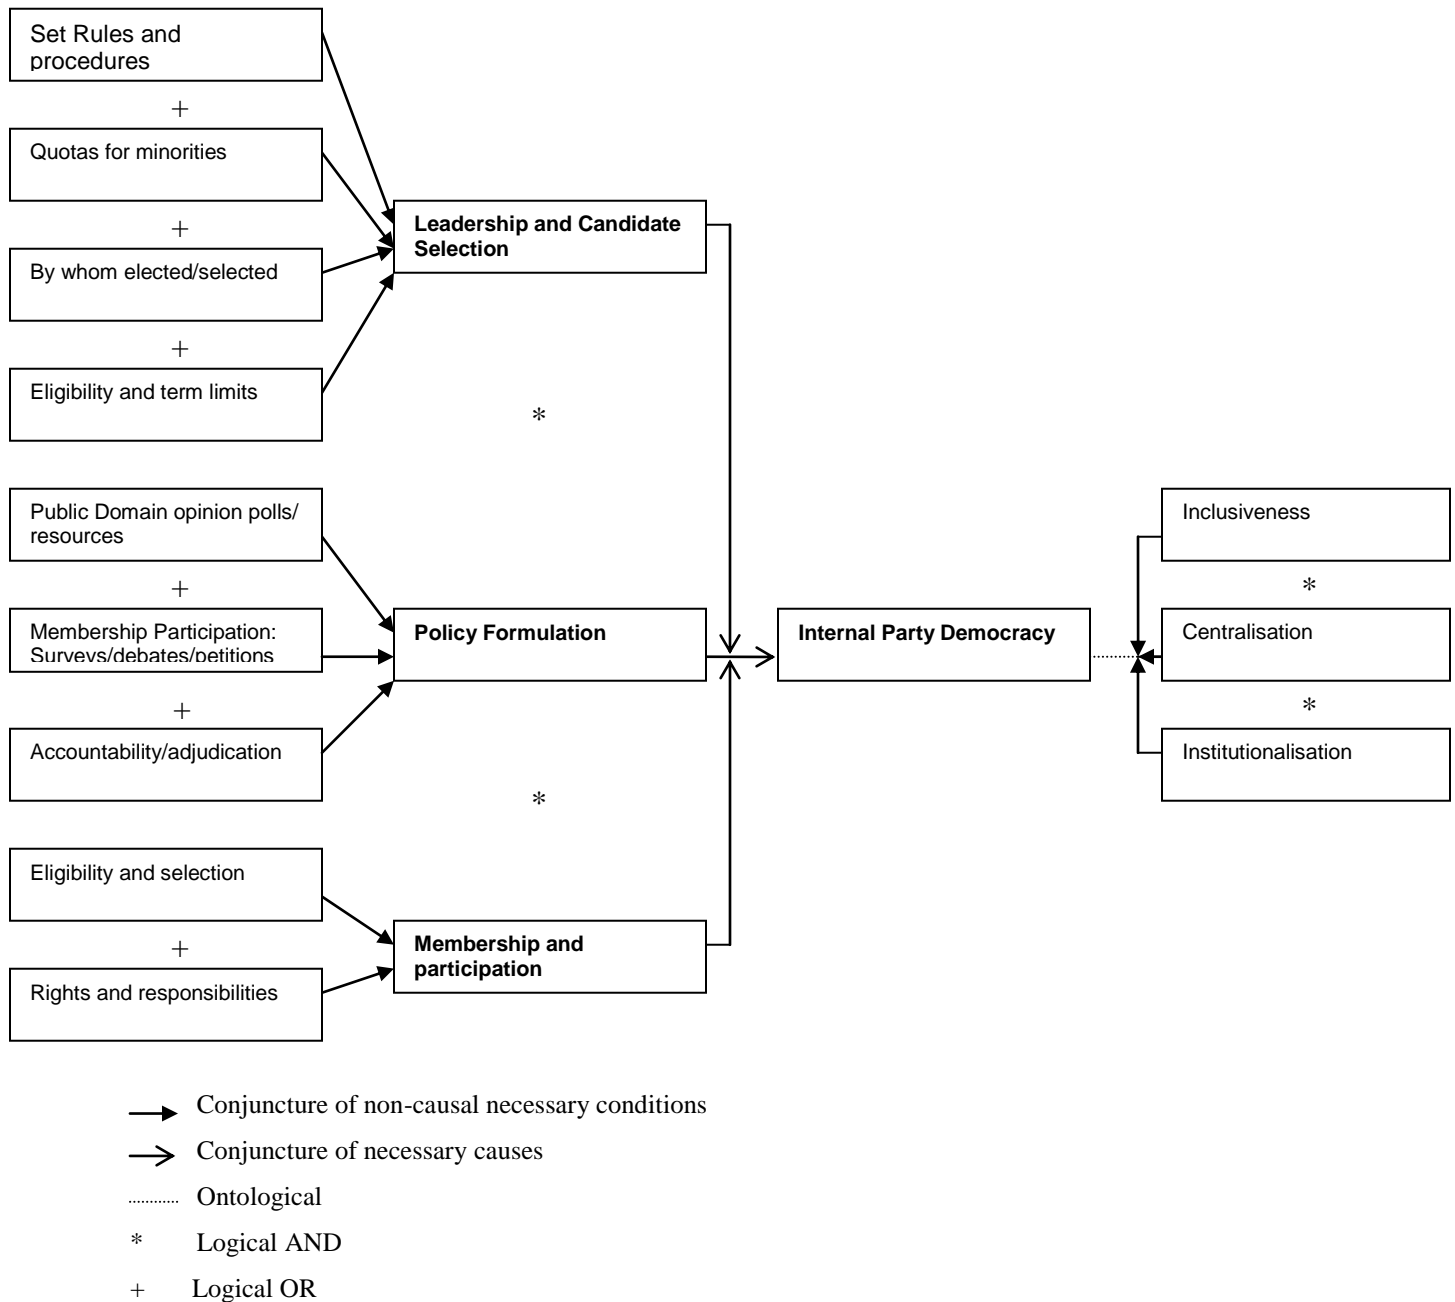 Set Rules and
procedures
+
Quotas for minorities
+
By whom elected/selected
+
Eligibility and term limits
Leadership and Candidate
Selection
*
Public Domain opinion polls/
resources
+
Membership Participation:
Surveys/debates/petitions
+
Accountability/adjudication
Policy Formulation
*
Eligibility and selection
+
Rights and responsibilities
Membership and
participation
Internal Party Democracy
Inclusiveness
*
Centralisation
*
Institutionalisation
Conjuncture of non-causal necessary conditions
Conjuncture of necessary causes
Ontological
* Logical AND
+ Logical OR